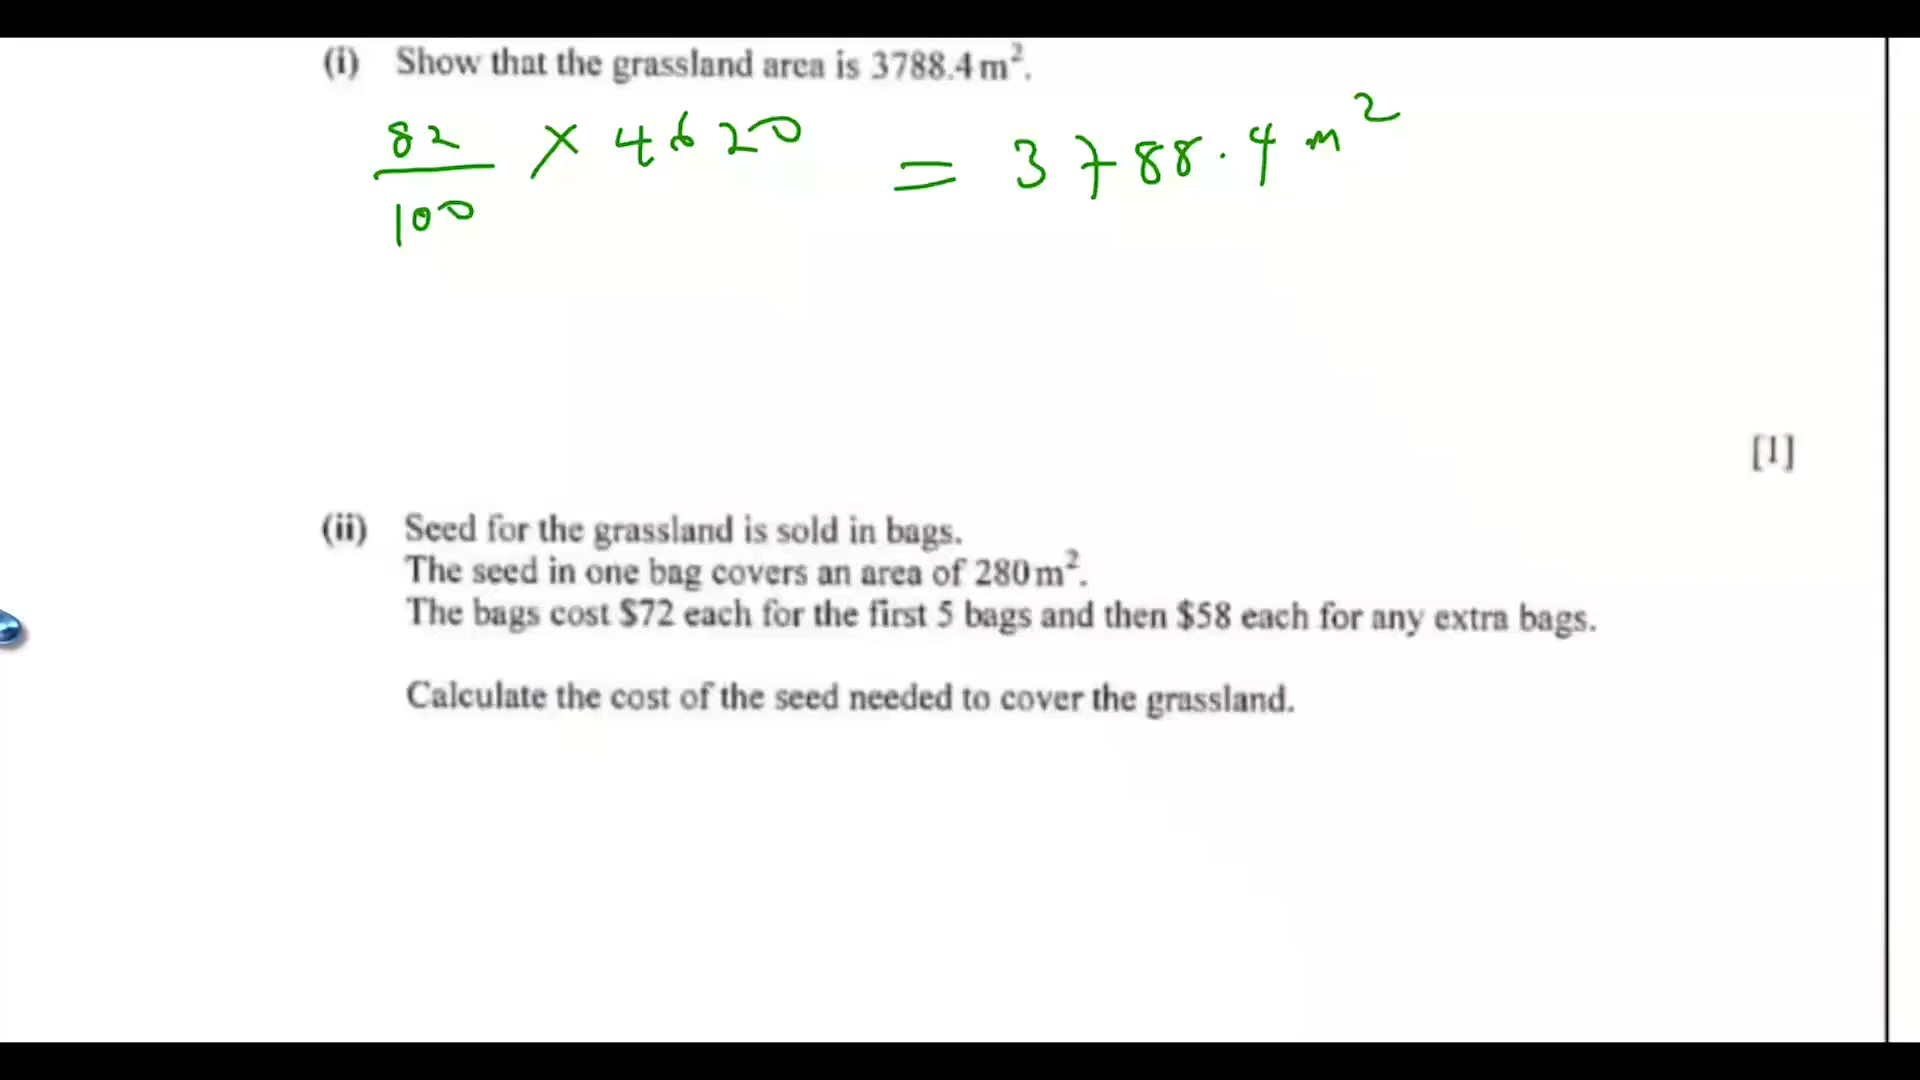 (i) Show that the grassland area is 3788.4 m².
82/100 × 4620 = 3788.4 m²
[1]
(ii) Seed for the grassland is sold in bags.
The seed in one bag covers an area of 280 m².
The bags cost $72 each for the first 5 bags and then $58 each for any extra bags.
Calculate the cost of the seed needed to cover the grassland.